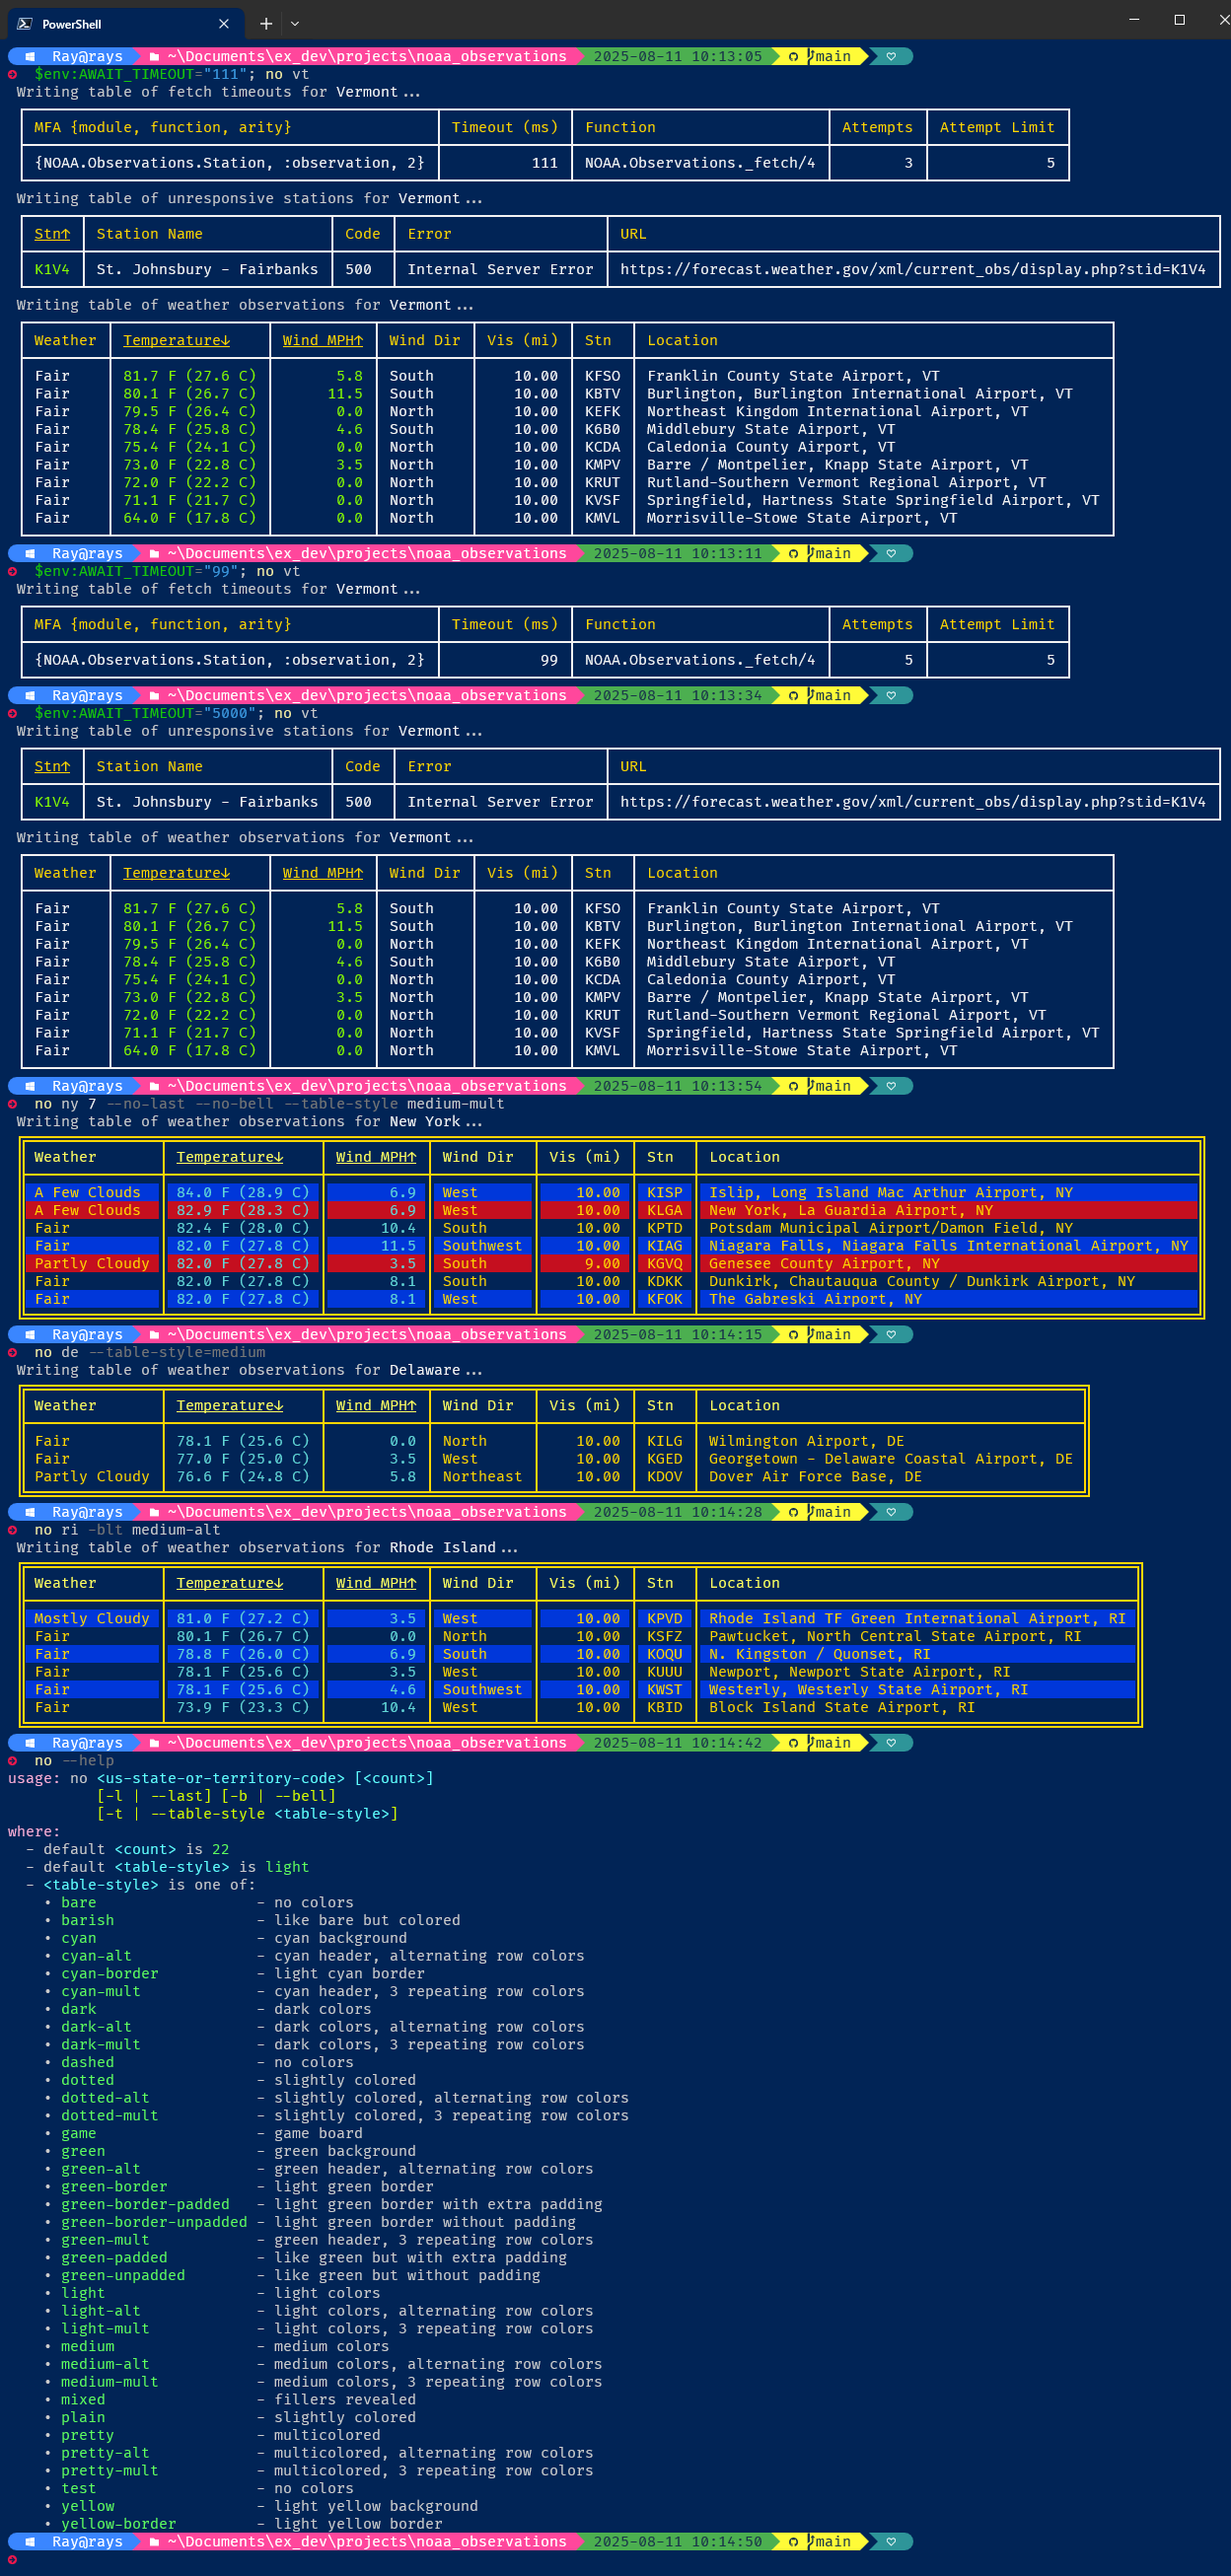 PowerShell
Ray@rays ~\Documents\ex_dev\projects\noaa_observations 2025-08-11 10:13:05 main
$env:AWAIT_TIMEOUT="111"; no vt
Writing table of fetch timeouts for Vermont...
MFA {module, function, arity} Timeout (ms) Function Attempts Attempt Limit
{NOAA.Observations.Station, :observation, 2} 111 NOAA.Observations._fetch/4 3 5
Writing table of unresponsive stations for Vermont...
Stn↑ Station Name Code Error URL
K1V4 St. Johnsbury - Fairbanks 500 Internal Server Error https://forecast.weather.gov/xml/current_obs/display.php?stid=K1V4
Writing table of weather observations for Vermont...
Weather Temperature↓ Wind MPH↑ Wind Dir Vis (mi) Stn Location
Fair 81.7 F (27.6 C) 5.8 South 10.00 KFSO Franklin County State Airport, VT
Fair 80.1 F (26.7 C) 11.5 South 10.00 KBTV Burlington, Burlington International Airport, VT
Fair 79.5 F (26.4 C) 0.0 North 10.00 KEFK Northeast Kingdom International Airport, VT
Fair 78.4 F (25.8 C) 4.6 South 10.00 K6B0 Middlebury State Airport, VT
Fair 75.4 F (24.1 C) 0.0 North 10.00 KCDA Caledonia County Airport, VT
Fair 73.0 F (22.8 C) 3.5 North 10.00 KMPV Barre / Montpelier, Knapp State Airport, VT
Fair 72.0 F (22.2 C) 0.0 North 10.00 KRUT Rutland-Southern Vermont Regional Airport, VT
Fair 71.1 F (21.7 C) 0.0 North 10.00 KVSF Springfield, Hartness State Springfield Airport, VT
Fair 64.0 F (17.8 C) 0.0 North 10.00 KMVL Morrisville-Stowe State Airport, VT
Ray@rays ~\Documents\ex_dev\projects\noaa_observations 2025-08-11 10:13:11 main
$env:AWAIT_TIMEOUT="99"; no vt
Writing table of fetch timeouts for Vermont...
MFA {module, function, arity} Timeout (ms) Function Attempts Attempt Limit
{NOAA.Observations.Station, :observation, 2} 99 NOAA.Observations._fetch/4 5 5
Ray@rays ~\Documents\ex_dev\projects\noaa_observations 2025-08-11 10:13:34 main
$env:AWAIT_TIMEOUT="5000"; no vt
Writing table of unresponsive stations for Vermont...
Stn↑ Station Name Code Error URL
K1V4 St. Johnsbury - Fairbanks 500 Internal Server Error https://forecast.weather.gov/xml/current_obs/display.php?stid=K1V4
Writing table of weather observations for Vermont...
Weather Temperature↓ Wind MPH↑ Wind Dir Vis (mi) Stn Location
Fair 81.7 F (27.6 C) 5.8 South 10.00 KFSO Franklin County State Airport, VT
Fair 80.1 F (26.7 C) 11.5 South 10.00 KBTV Burlington, Burlington International Airport, VT
Fair 79.5 F (26.4 C) 0.0 North 10.00 KEFK Northeast Kingdom International Airport, VT
Fair 78.4 F (25.8 C) 4.6 South 10.00 K6B0 Middlebury State Airport, VT
Fair 75.4 F (24.1 C) 0.0 North 10.00 KCDA Caledonia County Airport, VT
Fair 73.0 F (22.8 C) 3.5 North 10.00 KMPV Barre / Montpelier, Knapp State Airport, VT
Fair 72.0 F (22.2 C) 0.0 North 10.00 KRUT Rutland-Southern Vermont Regional Airport, VT
Fair 71.1 F (21.7 C) 0.0 North 10.00 KVSF Springfield, Hartness State Springfield Airport, VT
Fair 64.0 F (17.8 C) 0.0 North 10.00 KMVL Morrisville-Stowe State Airport, VT
Ray@rays ~\Documents\ex_dev\projects\noaa_observations 2025-08-11 10:13:54 main
no ny 7 --no-last --no-bell --table-style medium-mult
Writing table of weather observations for New York...
Weather Temperature↓ Wind MPH↑ Wind Dir Vis (mi) Stn Location
A Few Clouds 84.0 F (28.9 C) 6.9 West 10.00 KISP Islip, Long Island Mac Arthur Airport, NY
A Few Clouds 82.9 F (28.3 C) 6.9 West 10.00 KLGA New York, La Guardia Airport, NY
Fair 82.4 F (28.0 C) 10.4 South 10.00 KPTD Potsdam Municipal Airport/Damon Field, NY
Fair 82.0 F (27.8 C) 11.5 Southwest 10.00 KIAG Niagara Falls, Niagara Falls International Airport, NY
Partly Cloudy 82.0 F (27.8 C) 3.5 South 9.00 KGVQ Genesee County Airport, NY
Fair 82.0 F (27.8 C) 8.1 South 10.00 KDKK Dunkirk, Chautauqua County / Dunkirk Airport, NY
Fair 82.0 F (27.8 C) 8.1 West 10.00 KFOK The Gabreski Airport, NY
Ray@rays ~\Documents\ex_dev\projects\noaa_observations 2025-08-11 10:14:15 main
no de --table-style=medium
Writing table of weather observations for Delaware...
Weather Temperature↓ Wind MPH↑ Wind Dir Vis (mi) Stn Location
Fair 78.1 F (25.6 C) 0.0 North 10.00 KILG Wilmington Airport, DE
Fair 77.0 F (25.0 C) 3.5 West 10.00 KGED Georgetown - Delaware Coastal Airport, DE
Partly Cloudy 76.6 F (24.8 C) 5.8 Northeast 10.00 KDOV Dover Air Force Base, DE
Ray@rays ~\Documents\ex_dev\projects\noaa_observations 2025-08-11 10:14:28 main
no ri -blt medium-alt
Writing table of weather observations for Rhode Island...
Weather Temperature↓ Wind MPH↑ Wind Dir Vis (mi) Stn Location
Mostly Cloudy 81.0 F (27.2 C) 3.5 West 10.00 KPVD Rhode Island TF Green International Airport, RI
Fair 80.1 F (26.7 C) 0.0 North 10.00 KSFZ Pawtucket, North Central State Airport, RI
Fair 78.8 F (26.0 C) 6.9 South 10.00 KOQU N. Kingston / Quonset, RI
Fair 78.1 F (25.6 C) 3.5 West 10.00 KUUU Newport, Newport State Airport, RI
Fair 78.1 F (25.6 C) 4.6 Southwest 10.00 KWST Westerly, Westerly State Airport, RI
Fair 73.9 F (23.3 C) 10.4 West 10.00 KBID Block Island State Airport, RI
Ray@rays ~\Documents\ex_dev\projects\noaa_observations 2025-08-11 10:14:42 main
no --help
usage: no <us-state-or-territory-code> [<count>]
[-l | --last] [-b | --bell]
[-t | --table-style <table-style>]
where:
- default <count> is 22
- default <table-style> is light
- <table-style> is one of:
• bare - no colors
• barish - like bare but colored
• cyan - cyan background
• cyan-alt - cyan header, alternating row colors
• cyan-border - light cyan border
• cyan-mult - cyan header, 3 repeating row colors
• dark - dark colors
• dark-alt - dark colors, alternating row colors
• dark-mult - dark colors, 3 repeating row colors
• dashed - no colors
• dotted - slightly colored
• dotted-alt - slightly colored, alternating row colors
• dotted-mult - slightly colored, 3 repeating row colors
• game - game board
• green - green background
• green-alt - green header, alternating row colors
• green-border - light green border
• green-border-padded - light green border with extra padding
• green-border-unpadded - light green border without padding
• green-mult - green header, 3 repeating row colors
• green-padded - like green but with extra padding
• green-unpadded - like green but without padding
• light - light colors
• light-alt - light colors, alternating row colors
• light-mult - light colors, 3 repeating row colors
• medium - medium colors
• medium-alt - medium colors, alternating row colors
• medium-mult - medium colors, 3 repeating row colors
• mixed - fillers revealed
• plain - slightly colored
• pretty - multicolored
• pretty-alt - multicolored, alternating row colors
• pretty-mult - multicolored, 3 repeating row colors
• test - no colors
• yellow - light yellow background
• yellow-border - light yellow border
Ray@rays ~\Documents\ex_dev\projects\noaa_observations 2025-08-11 10:14:50 main